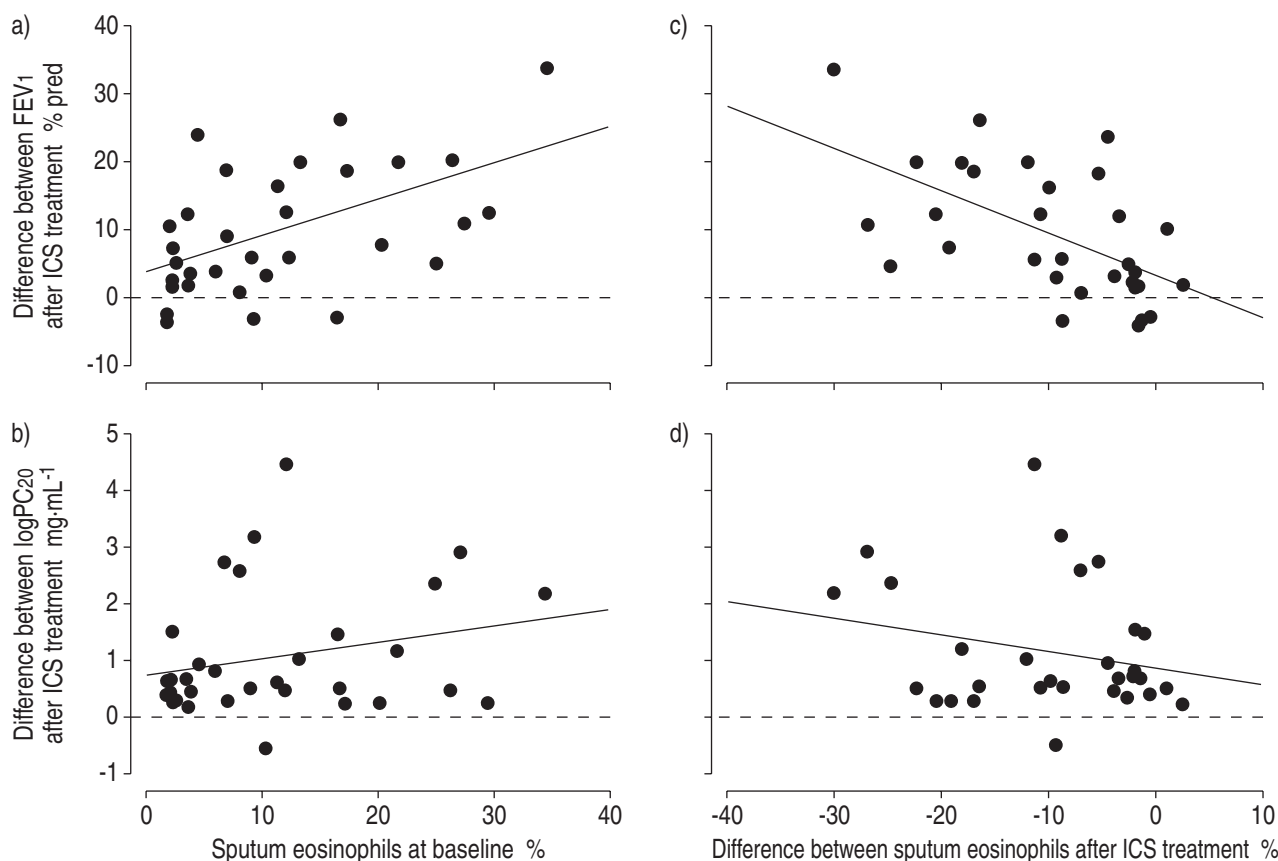 a)
40
30
20
10
0
-10
Difference between FEV1
after ICS treatment % pred
c)
b)
5
4
3
2
1
0
-1
Difference between logPC20
after ICS treatment mg·mL-1
0 10 20 30 40
Sputum eosinophils at baseline %
d)
-40 -30 -20 -10 0 10
Difference between sputum eosinophils after ICS treatment %